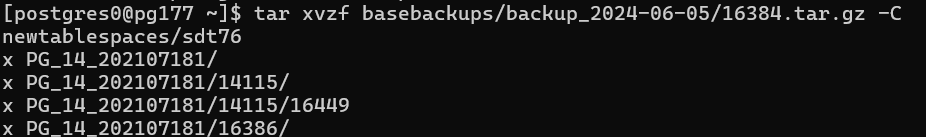 [postgres0@pg177 ~]$ tar xvzf basebackups/backup_2024-06-05/16384.tar.gz -C
newtablespaces/sdt76
x PG_14_202107181/
x PG_14_202107181/14115/
x PG_14_202107181/14115/16449
x PG_14_202107181/16386/